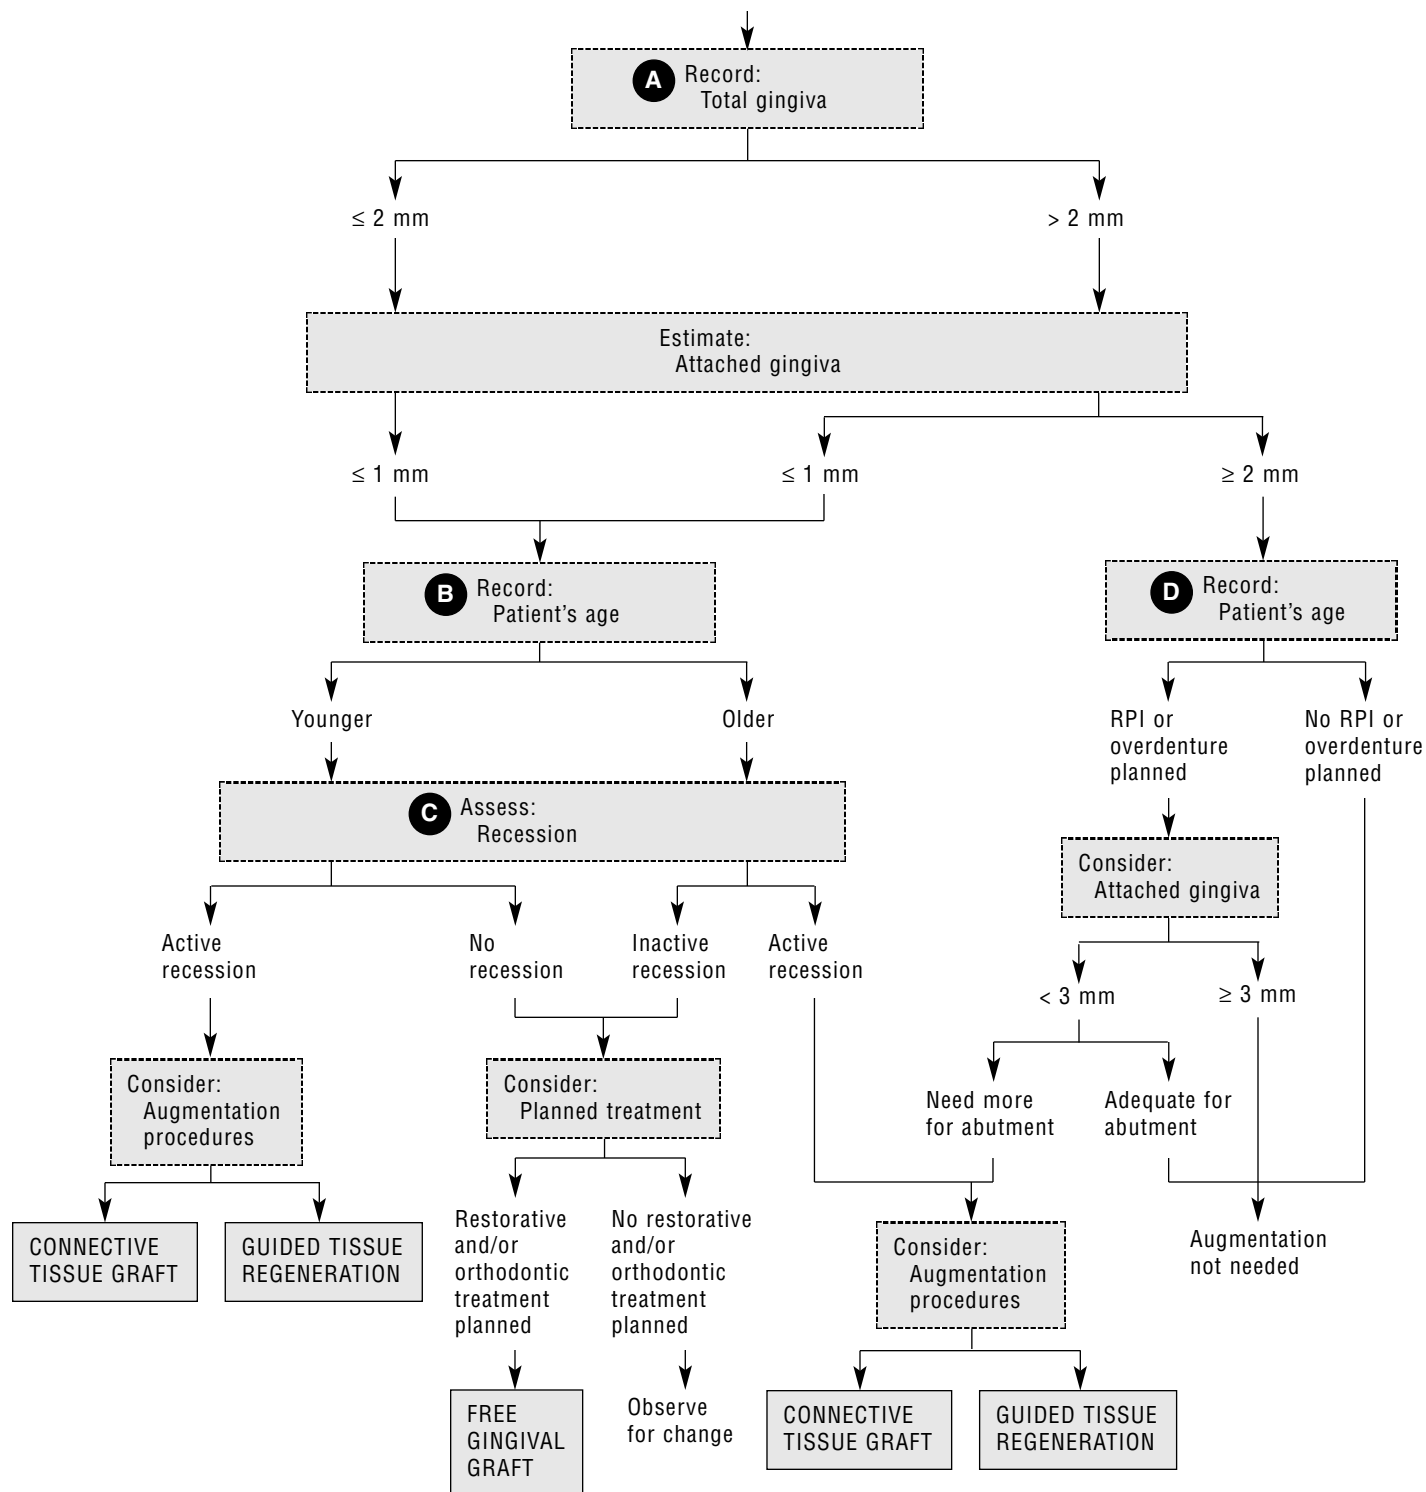 A Record:
Total gingiva
≤ 2 mm
> 2 mm
Estimate:
Attached gingiva
≤ 1 mm
≤ 1 mm
≥ 2 mm
B Record:
Patient's age
D Record:
Patient's age
Younger
Older
RPI or
overdenture
planned
No RPI or
overdenture
planned
C Assess:
Recession
Consider:
Attached gingiva
Active
recession
No
recession
Inactive
recession
Active
recession
< 3 mm
≥ 3 mm
Consider:
Augmentation
procedures
Consider:
Planned treatment
Need more
for abutment
Adequate for
abutment
CONNECTIVE
TISSUE GRAFT
GUIDED TISSUE
REGENERATION
Restorative
and/or
orthodontic
treatment
planned
No restorative
and/or
orthodontic
treatment
planned
Consider:
Augmentation
procedures
Augmentation
not needed
FREE
GINGIVAL
GRAFT
Observe
for change
CONNECTIVE
TISSUE GRAFT
GUIDED TISSUE
REGENERATION